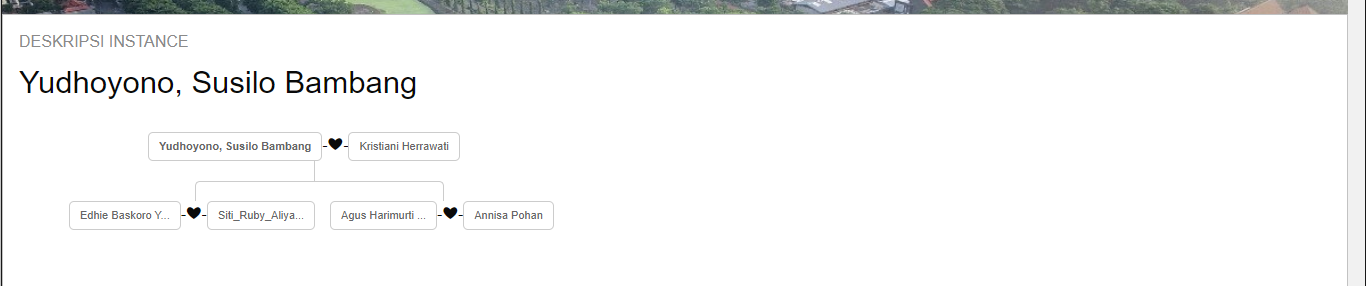 DESKRIPSI INSTANCE
Yudhoyono, Susilo Bambang
Yudhoyono, Susilo Bambang Kristiani Herrawati
Edhie Baskoro Y... Siti_Ruby_Aliya... Agus Harimurti ... Annisa Pohan